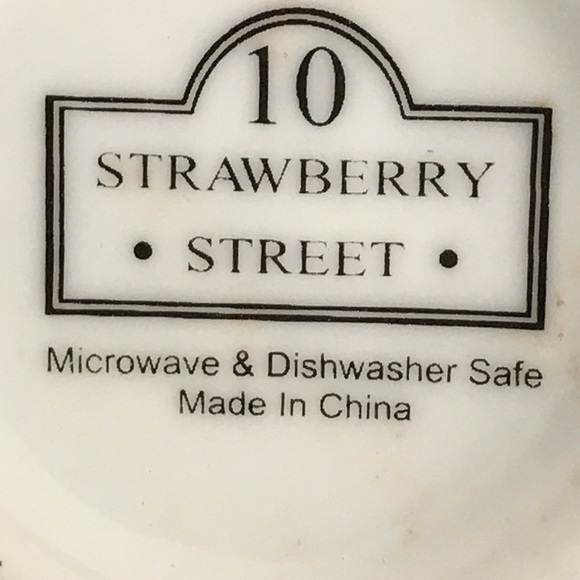 10
STRAWBERRY
• STREET •
Microwave & Dishwasher Safe
Made In China